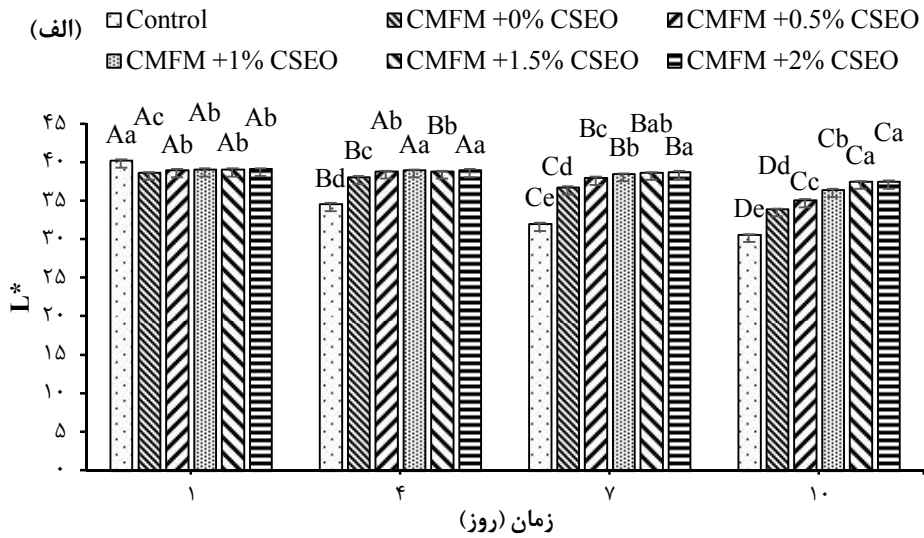 (الف)
Control
CMFM +0% CSEO
CMFM +0.5% CSEO
CMFM +1% CSEO
CMFM +1.5% CSEO
CMFM +2% CSEO
L*
۴۵
۴۰
۳۵
۳۰
۲۵
۲۰
۱۵
۱۰
۵
۰
Aa Ac Ab Ab Ab Ab
Bd Bc Ab Aa Bb Aa
Ce Cd Bc Bb Bab Ba
De Dd Cc Cb Ca Ca
۱ ۴ ۷ ۱۰
زمان (روز)